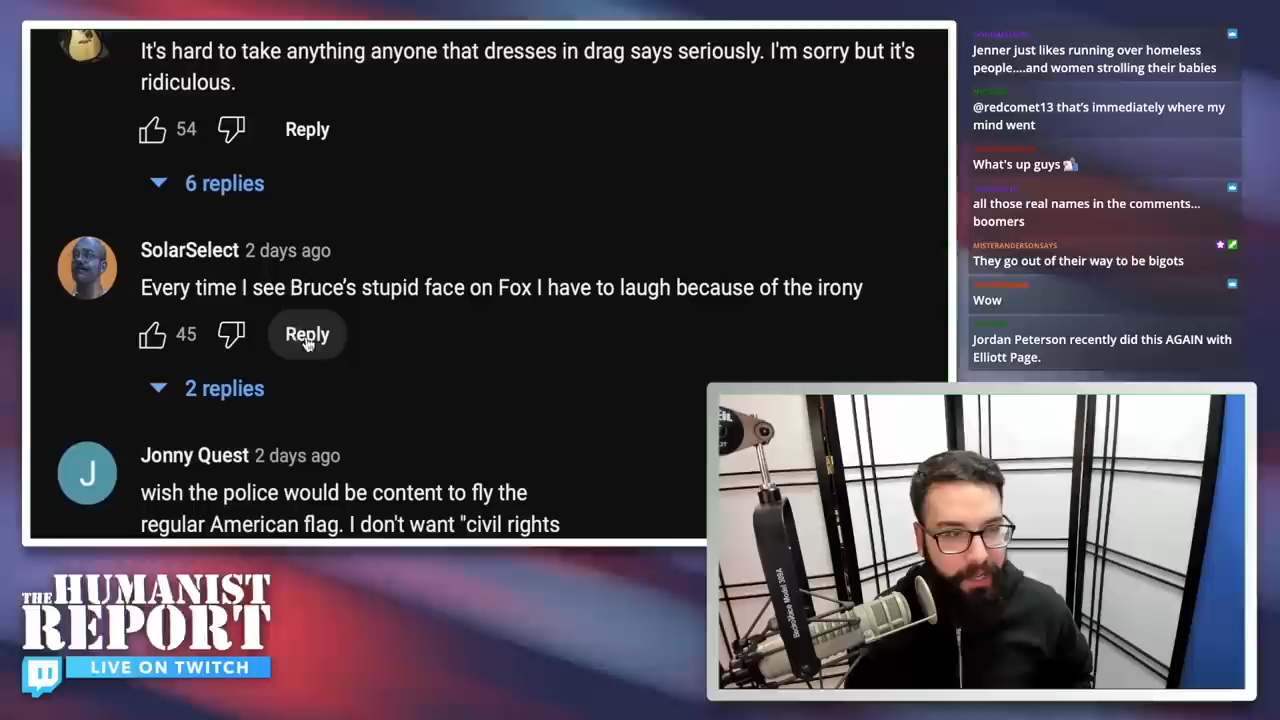 It's hard to take anything anyone that dresses in drag says seriously. I'm sorry but it's
ridiculous.
54
Reply
6 replies
SolarSelect 2 days ago
Every time I see Bruce's stupid face on Fox I have to laugh because of the irony
45
Reply
2 replies
J
Jonny Quest 2 days ago
wish the police would be content to fly the
regular American flag. I don't want "civil rights
Jenner just likes running over homeless
people....and women strolling their babies
@redcomet13 that's immediately where my
mind went
What's up guys
all those real names in the comments...
boomers
MISTERANDERSONSAYS
They go out of their way to be bigots
Wow
Jordan Peterson recently did this AGAIN with
Elliott Page.
THE HUMANIST
REPORT
LIVE ON TWITCH